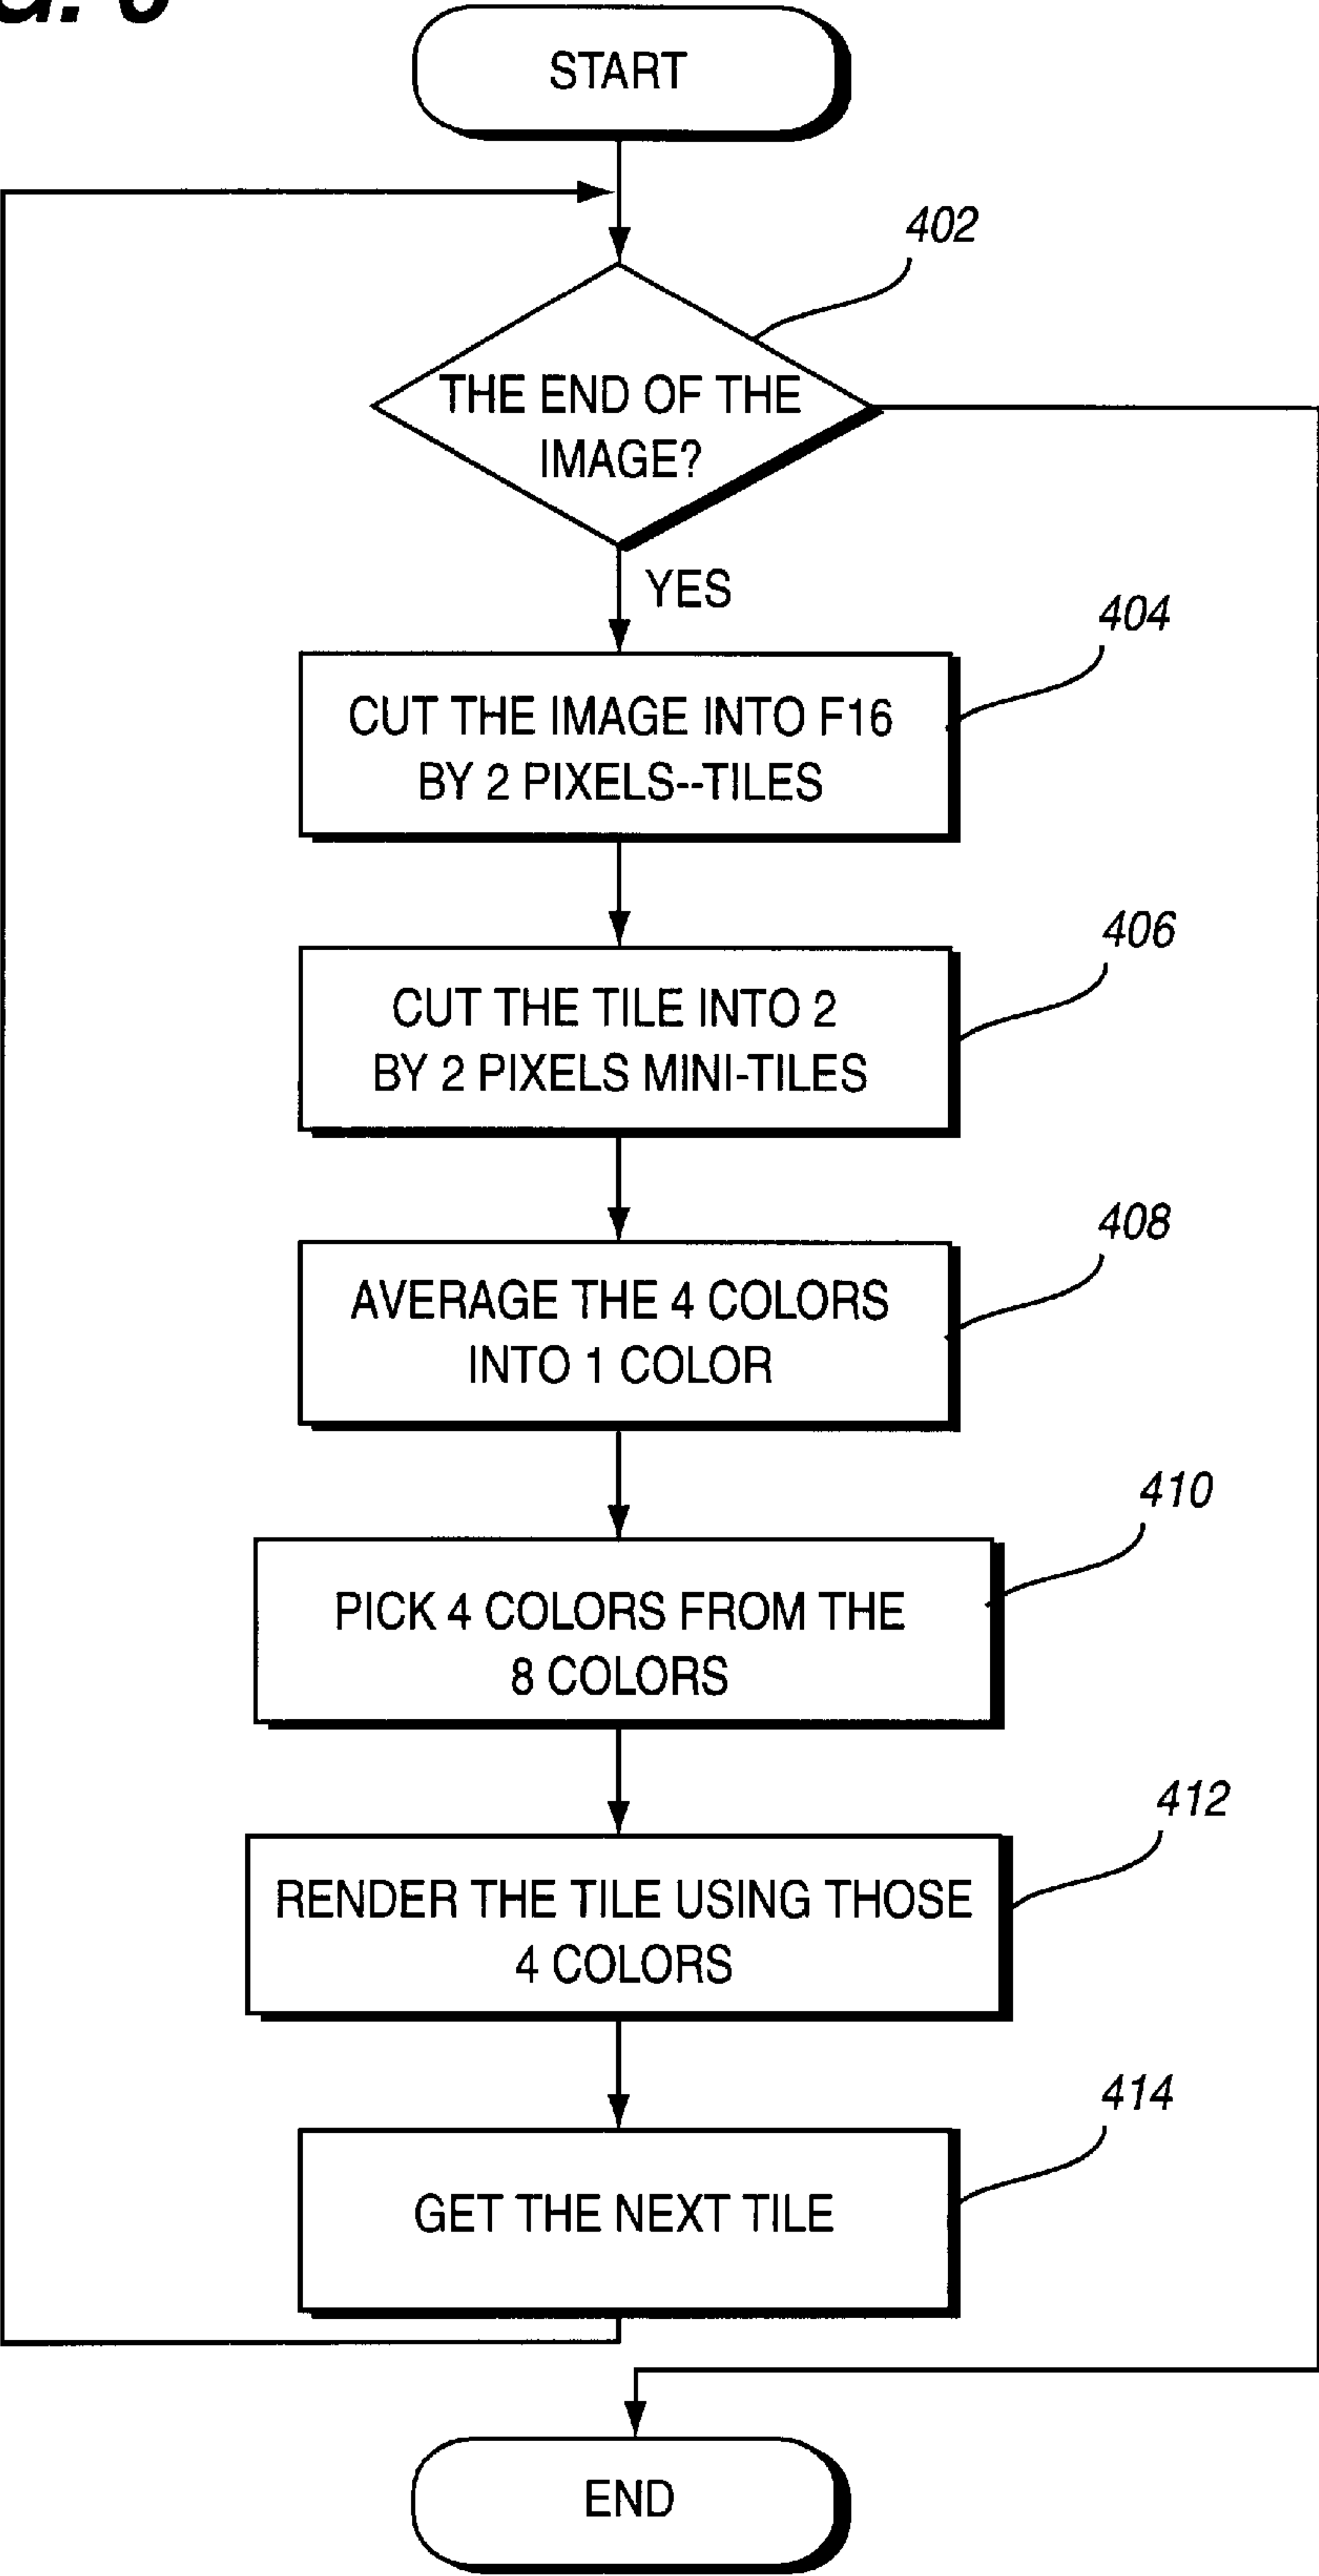 START
402
THE END OF THE
IMAGE?
YES
404
CUT THE IMAGE INTO F16
BY 2 PIXELS--TILES
406
CUT THE TILE INTO 2
BY 2 PIXELS MINI-TILES
408
AVERAGE THE 4 COLORS
INTO 1 COLOR
410
PICK 4 COLORS FROM THE
8 COLORS
412
RENDER THE TILE USING THOSE
4 COLORS
414
GET THE NEXT TILE
END